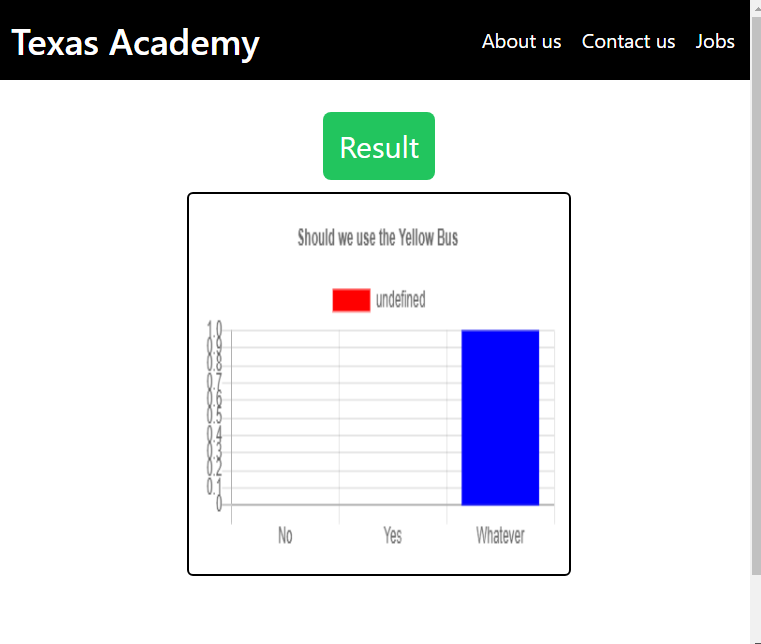 Texas Academy
About us Contact us Jobs
Result
Should we use the Yellow Bus
undefined
1.0
0.9
0.8
0.7
0.6
0.5
0.4
0.3
0.2
0.1
0
No Yes Whatever